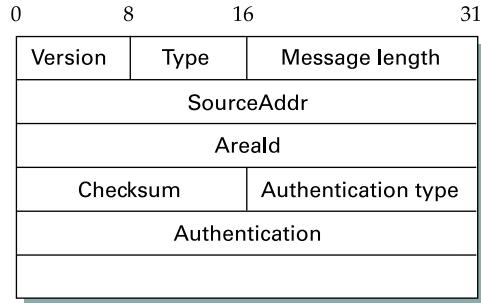 0 8 16 31
Version Type Message length
SourceAddr
AreaId
Checksum Authentication type
Authentication